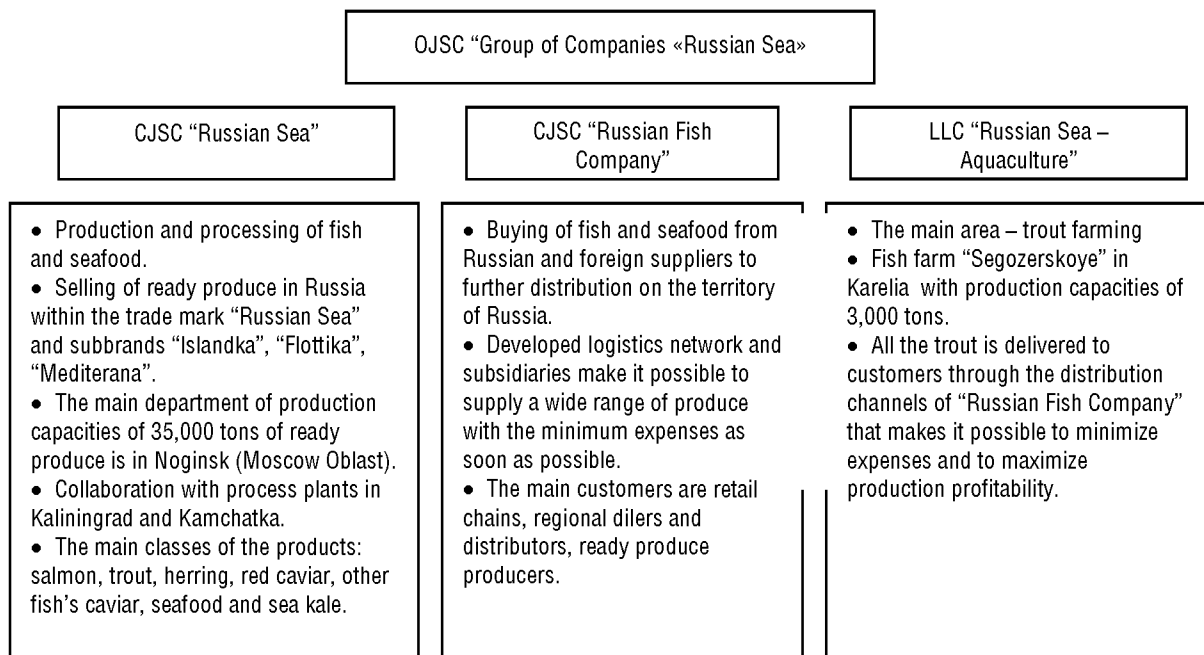 OJSC “Group of Companies «Russian Sea»
CJSC “Russian Sea”
CJSC “Russian Fish
Company”
LLC “Russian Sea –
Aquaculture”
● Production and processing of fish
and seafood.
● Selling of ready produce in Russia
within the trade mark “Russian Sea”
and subbrands “Islandka”, “Flottika”,
“Mediterana”.
● The main department of production
capacities of 35,000 tons of ready
produce is in Noginsk (Moscow Oblast).
● Collaboration with process plants in
Kaliningrad and Kamchatka.
● The main classes of the products:
salmon, trout, herring, red caviar, other
fish’s caviar, seafood and sea kale.
● Buying of fish and seafood from
Russian and foreign suppliers to
further distribution on the territory
of Russia.
● Developed logistics network and
subsidiaries make it possible to
supply a wide range of produce
with the minimum expenses as
soon as possible.
● The main customers are retail
chains, regional dilers and
distributors, ready produce
producers.
● The main area – trout farming
● Fish farm “Segozerskoye” in
Karelia with production capacities of
3,000 tons.
● All the trout is delivered to
customers through the distribution
channels of “Russian Fish Company”
that makes it possible to minimize
expenses and to maximize
production profitability.